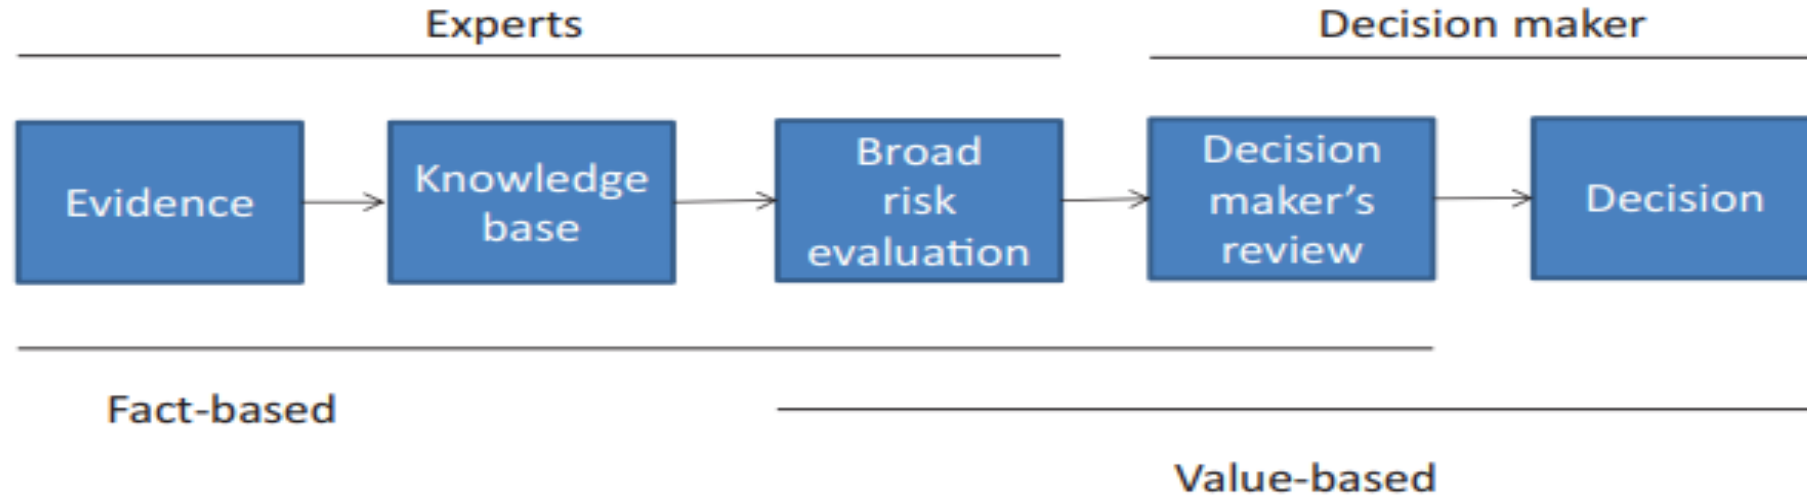 Experts
Decision maker
Evidence
Knowledge
base
Broad
risk
evaluation
Decision
maker’s
review
Decision
Fact-based
Value-based